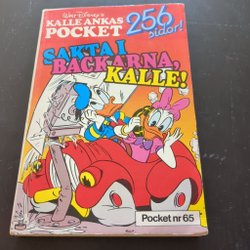 WALT DISNEY'S
KALLE ANKAS
POCKET
256
sidor!
SAKTA I
BACKARNA,
KALLE!
Pocket nr 65